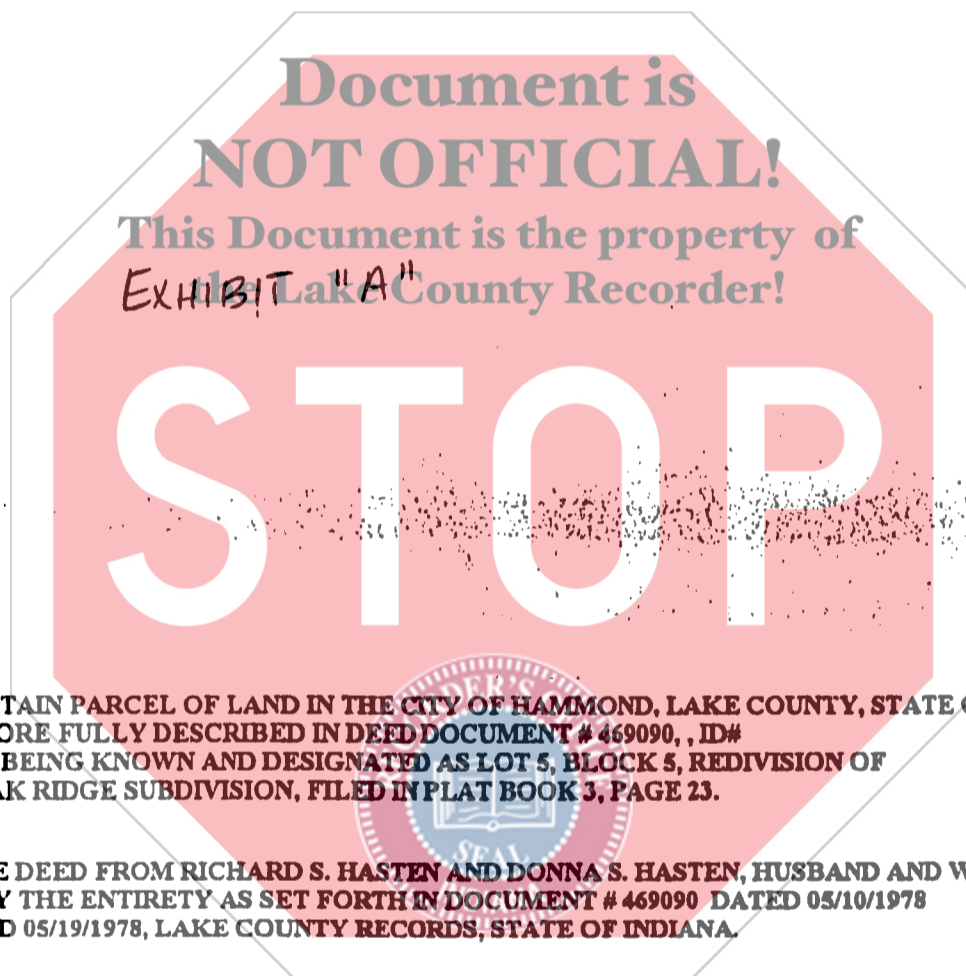 Document is
NOT OFFICIAL!
This Document is the property of
the Lake County Recorder!
EXHIBIT "A"
STOP
TAIN PARCEL OF LAND IN THE CITY OF HAMMOND, LAKE COUNTY, STATE
ORE FULLY DESCRIBED IN DEED DOCUMENT # 469090, , ID#
BEING KNOWN AND DESIGNATED AS LOT 5, BLOCK 5, REDIVISION OF
K RIDGE SUBDIVISION, FILED IN PLAT BOOK 3, PAGE 23.
RECORDER'S OFFICE
SEAL
INDIANA
E DEED FROM RICHARD S. HASTEN AND DONNA S. HASTEN, HUSBAND AND W
Y THE ENTIRETY AS SET FORTH IN DOCUMENT # 469090 DATED 05/10/1978
D 05/19/1978, LAKE COUNTY RECORDS, STATE OF INDIANA.